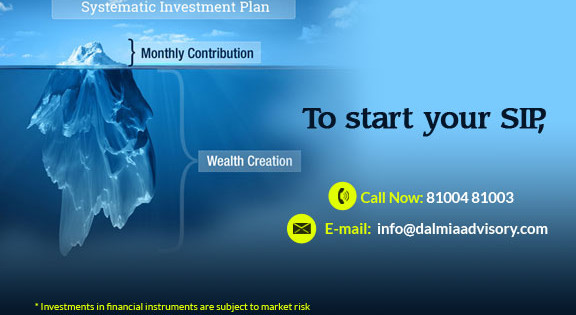 Systematic Investment Plan
Monthly Contribution
To start your SIP,
Wealth Creation
Call Now: 81004 81003
E-mail: info@dalmiaadvisory.com
* Investments in financial instruments are subject to market risk